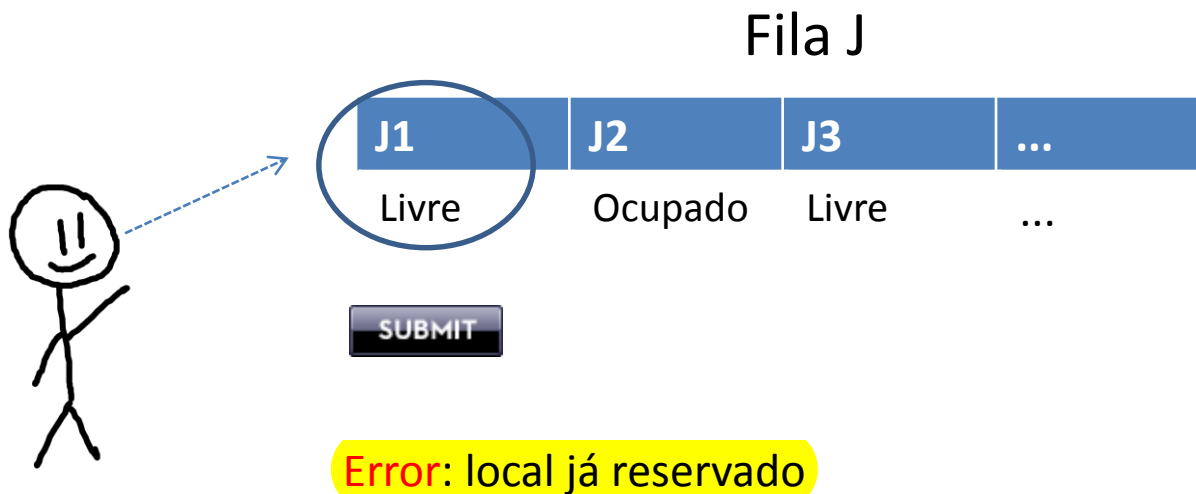 Fila J
J1 J2 J3 ...
Livre Ocupado Livre ...
SUBMIT
Error: local já reservado